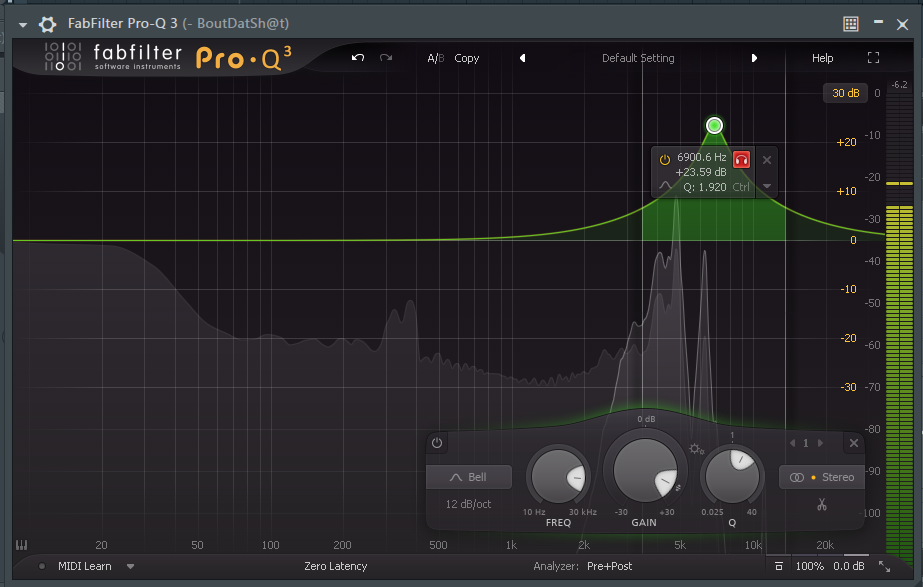 FabFilter Pro-Q 3 (- BoutDatSh@t)
fabfilter
software instruments
Pro·Q3
A/B Copy
Default Setting
Help
30 dB
0
-6.2
+20
-10
-20
+10
-30
0
-40
-10
-50
-20
-60
-30
-70
-80
-90
-100
6900.6 Hz
+23.59 dB
Q: 1.920 Ctrl
0 dB
1
1
Bell
Stereo
12 dB/oct
10 Hz 30 kHz
-30 +30
0.025 40
FREQ
GAIN
Q
20 50 100 200 500 1k 2k 5k 10k 20k
MIDI Learn
Zero Latency
Analyzer: Pre+Post
100%
0.0 dB